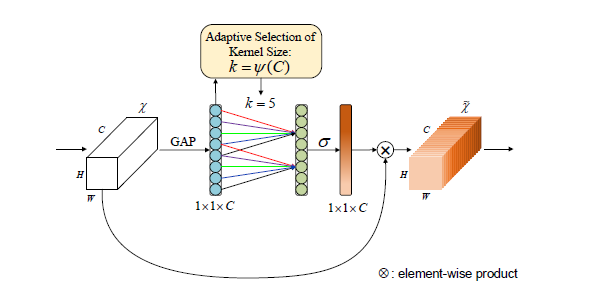 Adaptive Selection of
Kernel Size:
k = ψ(C)
k = 5
χ
C
H
W
GAP
1×1×C
σ
1×1×C
⊗
χ̃
C
H
W
⊗: element-wise product